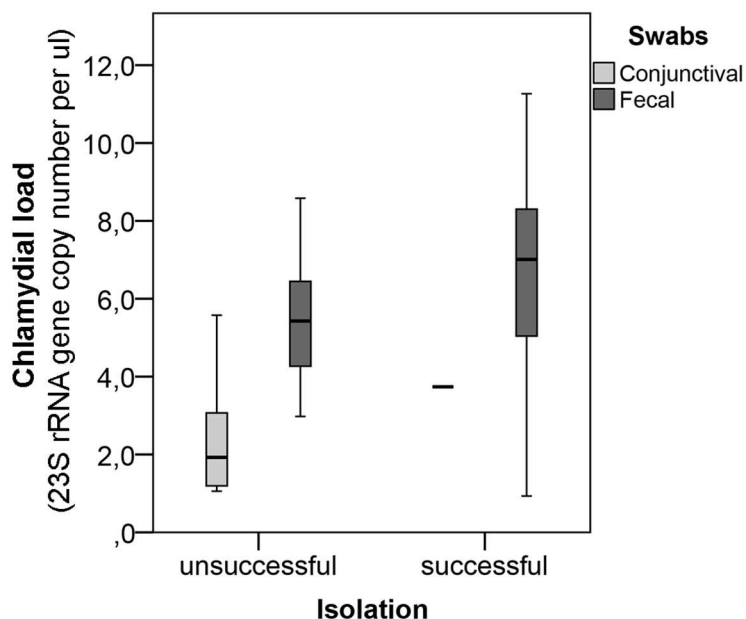 Swabs
Conjunctival
Fecal
Chlamydial load
(23S rRNA gene copy number per ul)
12,0
10,0
8,0
6,0
4,0
2,0
,0
unsuccessful
successful
Isolation